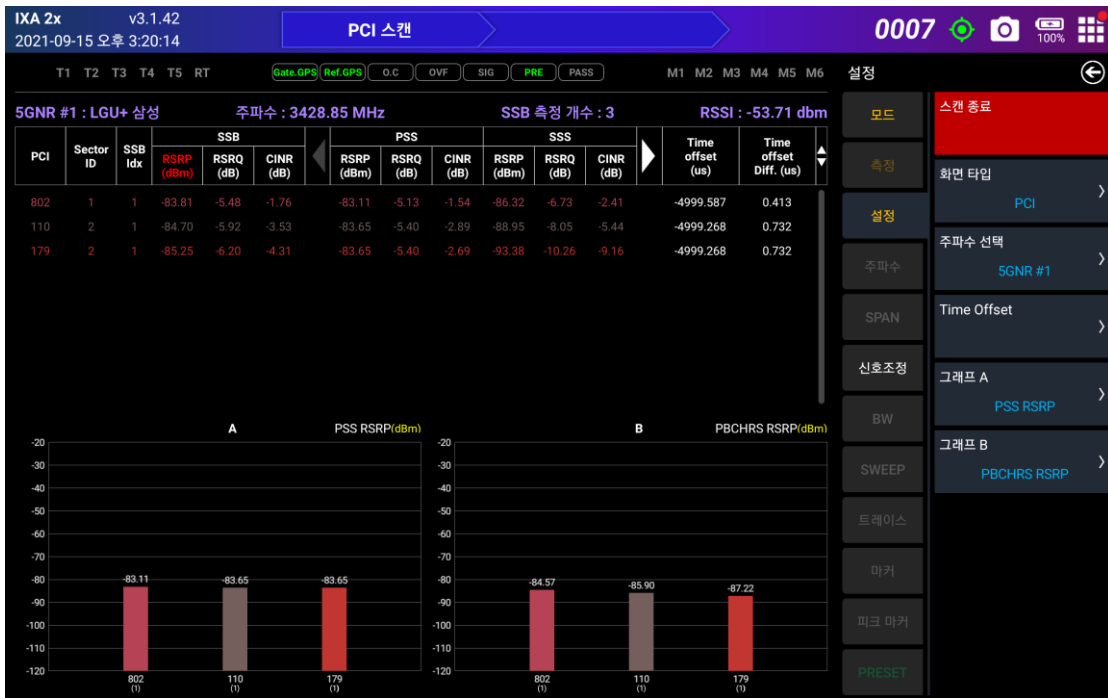 IXA 2x v3.1.42
2021-09-15 오후 3:20:14
PCI 스캔
0007
100%
T1 T2 T3 T4 T5 RT Gate.GPS Ref.GPS O.C OVF SIG PRE PASS M1 M2 M3 M4 M5 M6
5GNR #1 : LGU+ 삼성 주파수 : 3428.85 MHz SSB 측정 개수 : 3 RSSI : -53.71 dbm
SSB PSS SSS
PCI Sector ID SSB Idx RSRP (dBm) RSRQ (dB) CINR (dB) RSRP (dBm) RSRQ (dB) CINR (dB) RSRP (dBm) RSRQ (dB) CINR (dB) Time offset (us) Time offset Diff. (us)
802 1 1 -83.81 -5.48 -1.76 -83.11 -5.13 -1.54 -86.32 -6.73 -2.41 -4999.587 0.413
110 2 1 -84.70 -5.92 -3.53 -83.65 -5.40 -2.89 -88.95 -8.05 -5.44 -4999.268 0.732
179 2 1 -85.25 -6.20 -4.31 -83.65 -5.40 -2.69 -93.38 -10.26 -9.16 -4999.268 0.732
A PSS RSRP(dBm)
-20
-30
-40
-50
-60
-70
-80
-90
-100
-110
-120
-83.11 -83.65 -83.65
802 110 179
(1) (1) (1)
B PBCHRS RSRP(dBm)
-20
-30
-40
-50
-60
-70
-80
-90
-100
-110
-120
-84.57 -85.90 -87.22
802 110 179
(1) (1) (1)
설정
모드
측정
설정
주파수
SPAN
신호조정
BW
SWEEP
트레이스
마커
피크 마커
PRESET
스캔 종료
화면 타입
PCI
주파수 선택
5GNR #1
Time Offset
그래프 A
PSS RSRP
그래프 B
PBCHRS RSRP